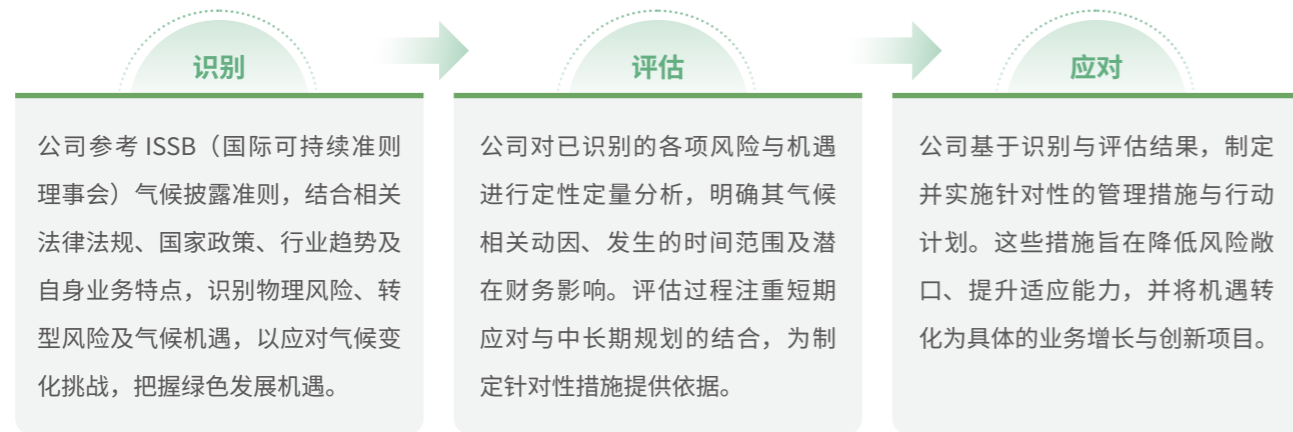 识别
公司参考 ISSB（国际可持续准则
理事会）气候披露准则，结合相关
法律法规、国家政策、行业趋势及
自身业务特点，识别物理风险、转
型风险及气候机遇，以应对气候变
化挑战，把握绿色发展机遇。
评估
公司对已识别的各项风险与机遇
进行定性定量分析，明确其气候
相关动因、发生的时间范围及潜
在财务影响。评估过程注重短期
应对与中长期规划的结合，为制
定针对性措施提供依据。
应对
公司基于识别与评估结果，制定
并实施针对性的管理措施与行动
计划。这些措施旨在降低风险敞
口、提升适应能力，并将机遇转
化为具体的业务增长与创新项目。